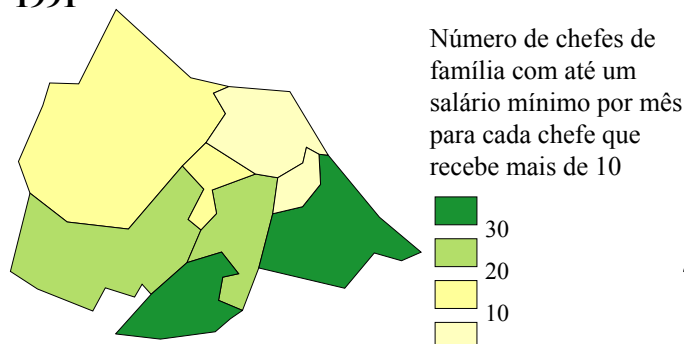 1991
Número de chefes de
família com até um
salário mínimo por mês
para cada chefe que
recebe mais de 10
30
20
10